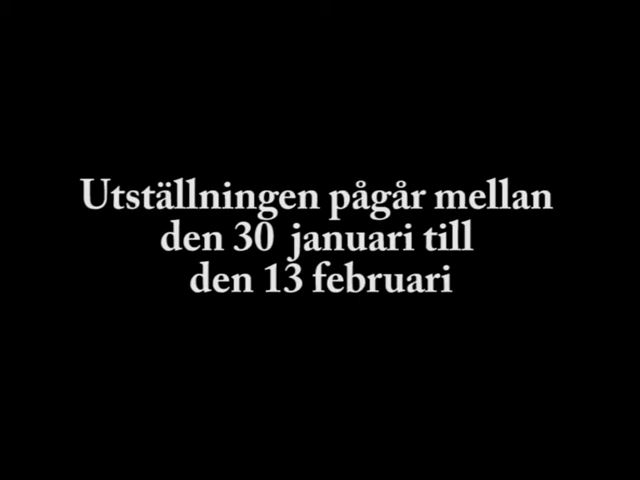 Utställningen pågår mellan
den 30 januari till
den 13 februari